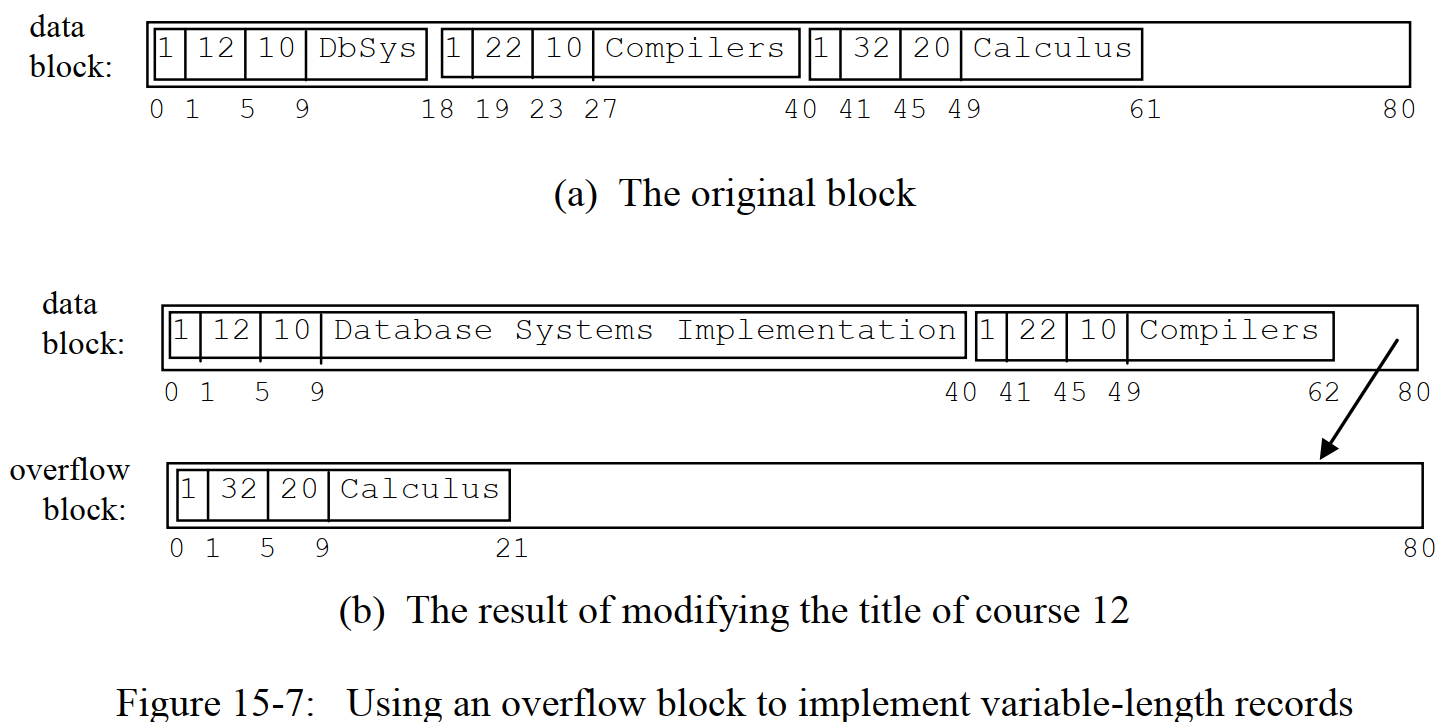 data
block:
1 12 10 DbSys 1 22 10 Compilers 1 32 20 Calculus
0 1 5 9 18 19 23 27 40 41 45 49 61 80
(a) The original block
data
block:
1 12 10 Database Systems Implementation 1 22 10 Compilers
0 1 5 9 40 41 45 49 62 80
overflow
block:
1 32 20 Calculus
0 1 5 9 21 80
(b) The result of modifying the title of course 12
Figure 15-7: Using an overflow block to implement variable-length records